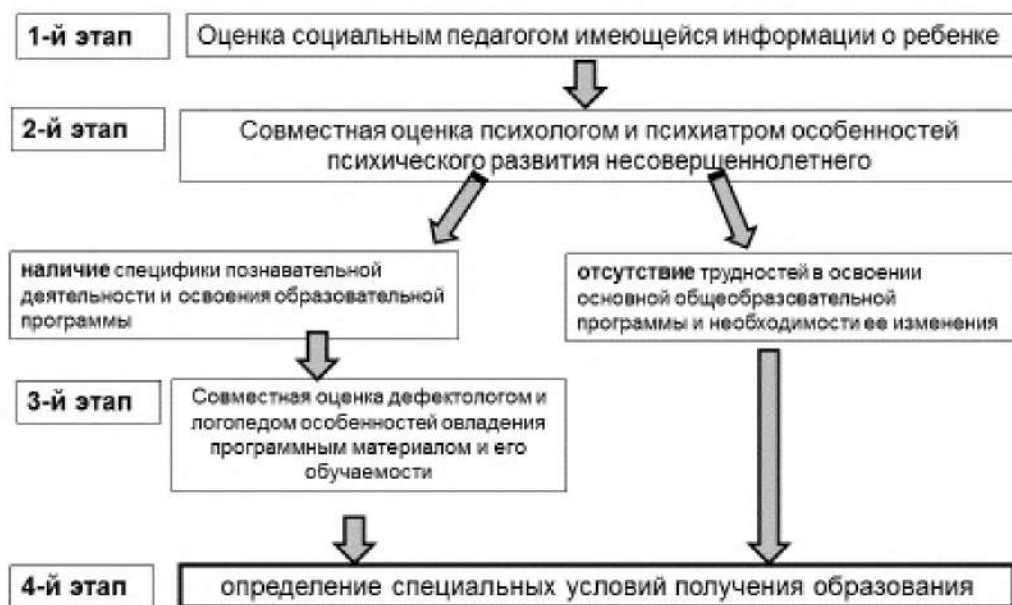 1-й этап
Оценка социальным педагогом имеющейся информации о ребенке
2-й этап
Совместная оценка психологом и психиатром особенностей
психического развития несовершеннолетнего
наличие специфики познавательной
деятельности и освоения образовательной
программы
отсутствие трудностей в освоении
основной общеобразовательной
программы и необходимости ее изменения
3-й этап
Совместная оценка дефектологом и
логопедом особенностей овладения
программным материалом и его
обучаемости
4-й этап
определение специальных условий получения образования